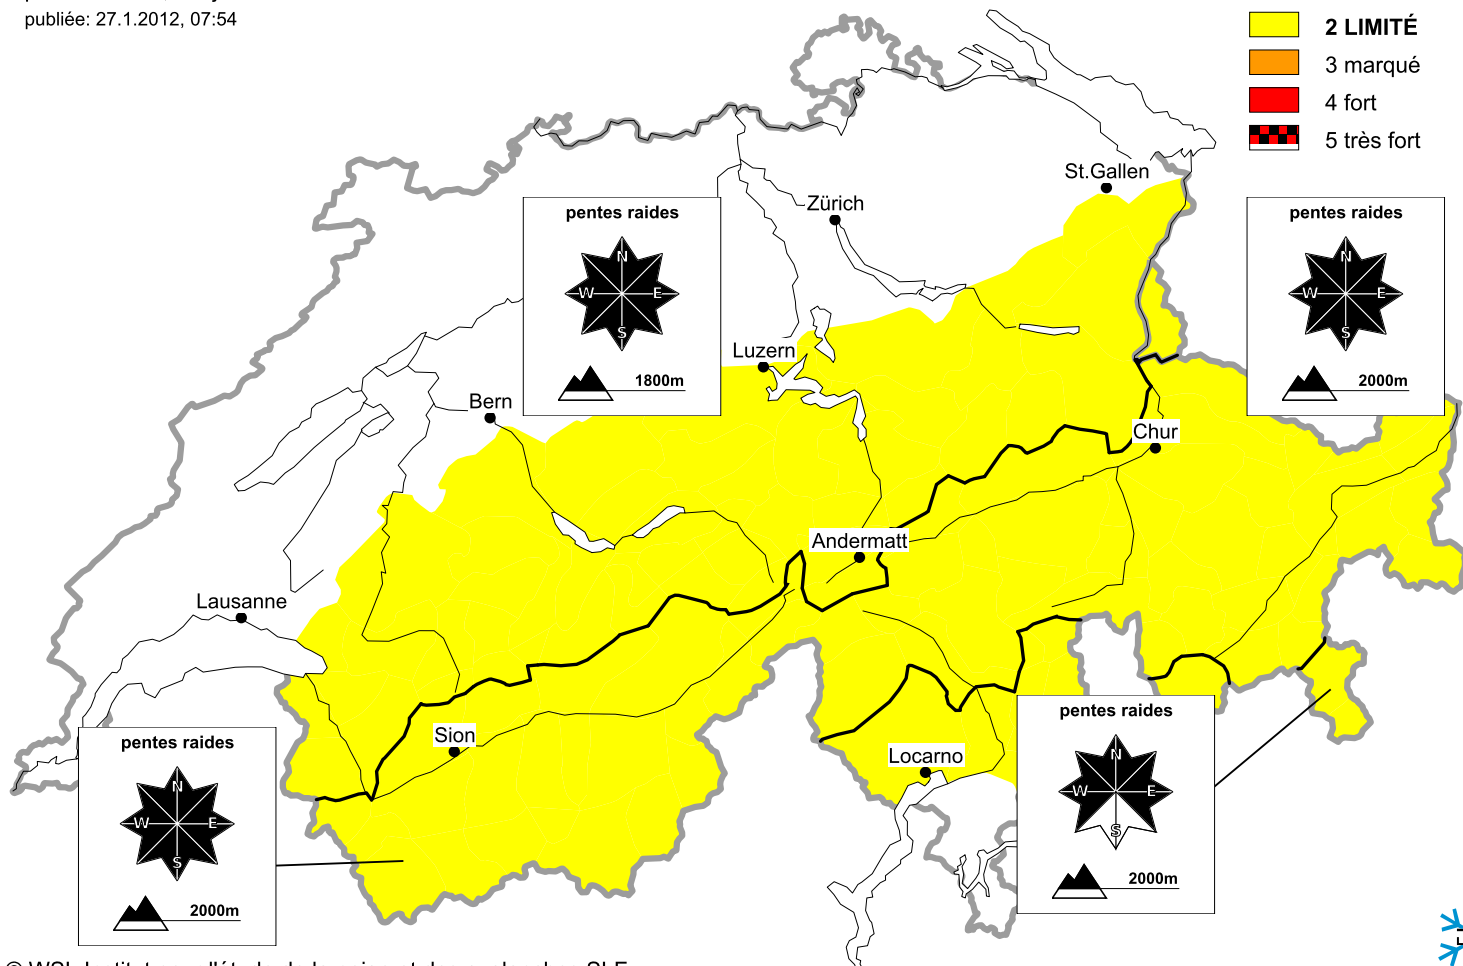 publiée: 27.1.2012, 07:54
2 LIMITÉ
3 marqué
4 fort
5 très fort
St.Gallen
Zürich
pentes raides
N
W E
S
1800m
pentes raides
N
W E
S
2000m
Luzern
Bern
Chur
Andermatt
Lausanne
Sion
Locarno
pentes raides
N
W E
S
2000m
pentes raides
N
W E
S
2000m